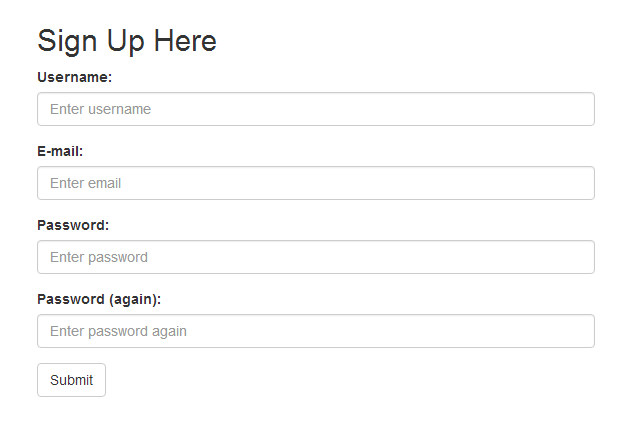 Sign Up Here
Username:
Enter username
E-mail:
Enter email
Password:
Enter password
Password (again):
Enter password again
Submit